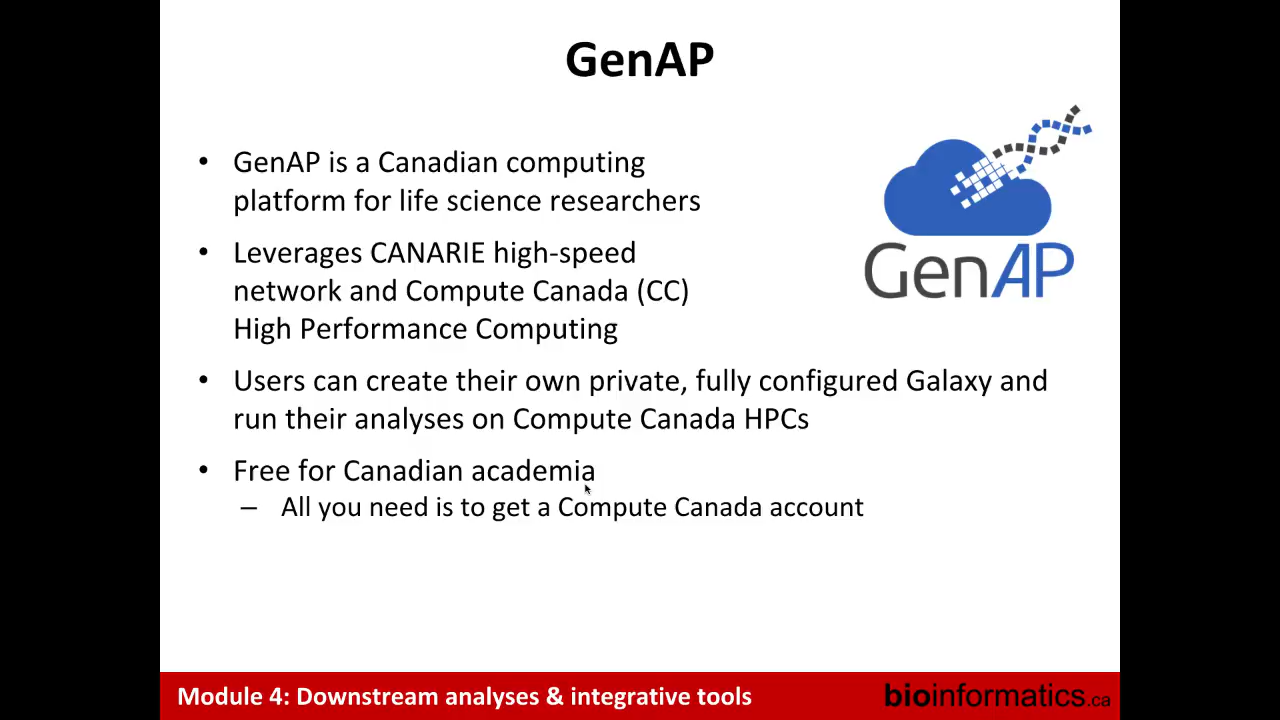 GenAP
• GenAP is a Canadian computing
platform for life science researchers
• Leverages CANARIE high-speed
network and Compute Canada (CC)
High Performance Computing
• Users can create their own private, fully configured Galaxy and
run their analyses on Compute Canada HPCs
• Free for Canadian academia
– All you need is to get a Compute Canada account
GenAP
Module 4: Downstream analyses & integrative tools
bioinformatics.ca